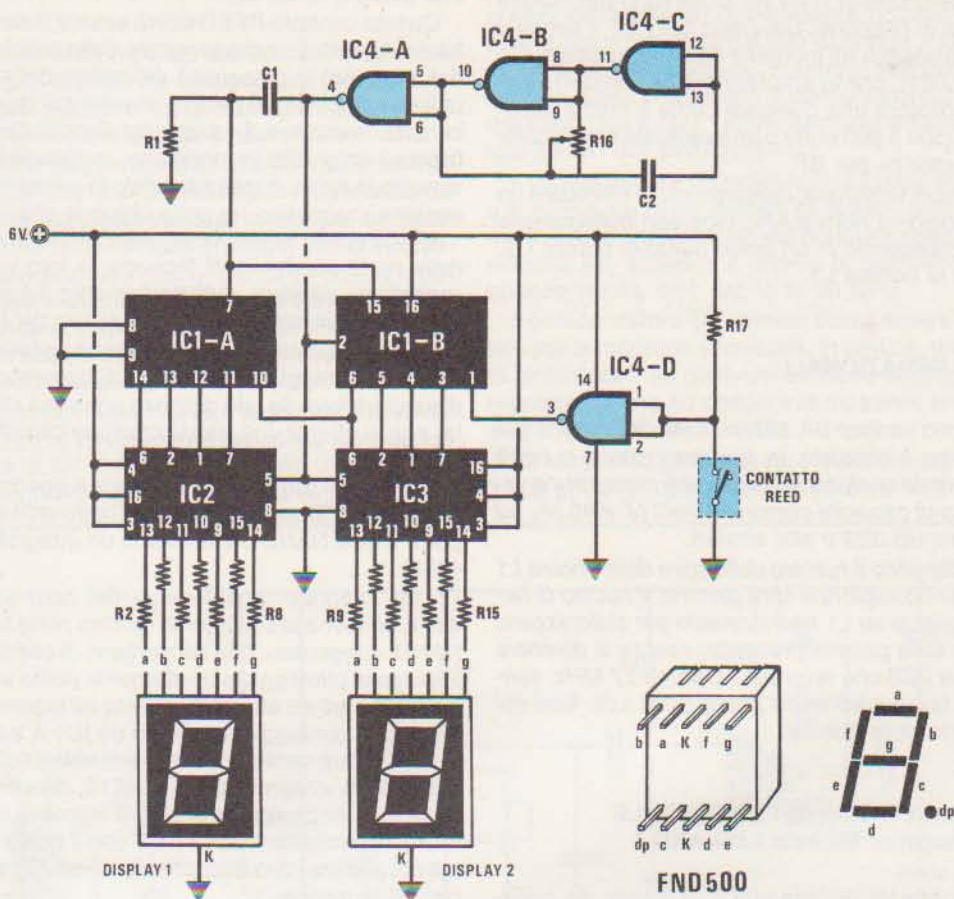 IC4-A
IC4-B
IC4-C
C1
4
5
6
10
8
9
11
12
13
R1
R16
C2
6 V.
7
8
9
IC1-A
14 13 12 11 10
15 16
2
IC1-B
6 5 4 3 1
R17
IC4-D
14
3
1
2
CONTATTO
REED
6 2 1 7
4
16
3
IC2
5
8
13 12 11 10 9 15 14
6 2 1 7
5
8
IC3
16
4
3
13 12 11 10 9 15 14
R2
R8
R9
R15
a b c d e f g
a b c d e f g
K
DISPLAY 1
K
DISPLAY 2
b a K f g
dp c K d e
FND500
a
f
g
b
e
c
d
dp